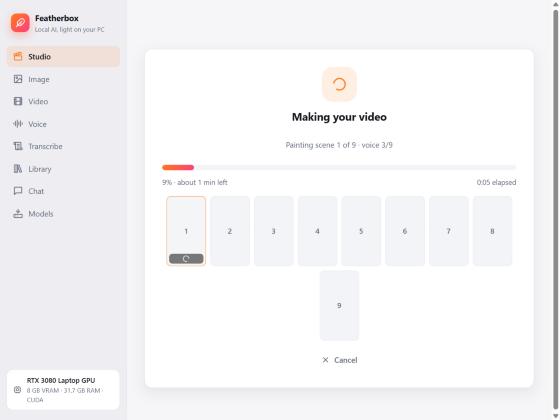 Featherbox
Local AI, light on your PC
Studio
Image
Video
Voice
Transcribe
Library
Chat
Models
RTX 3080 Laptop GPU
8 GB VRAM · 31.7 GB RAM ·
CUDA
Making your video
Painting scene 1 of 9 · voice 3/9
9% · about 1 min left
0:05 elapsed
1
2
3
4
5
6
7
8
9
Cancel